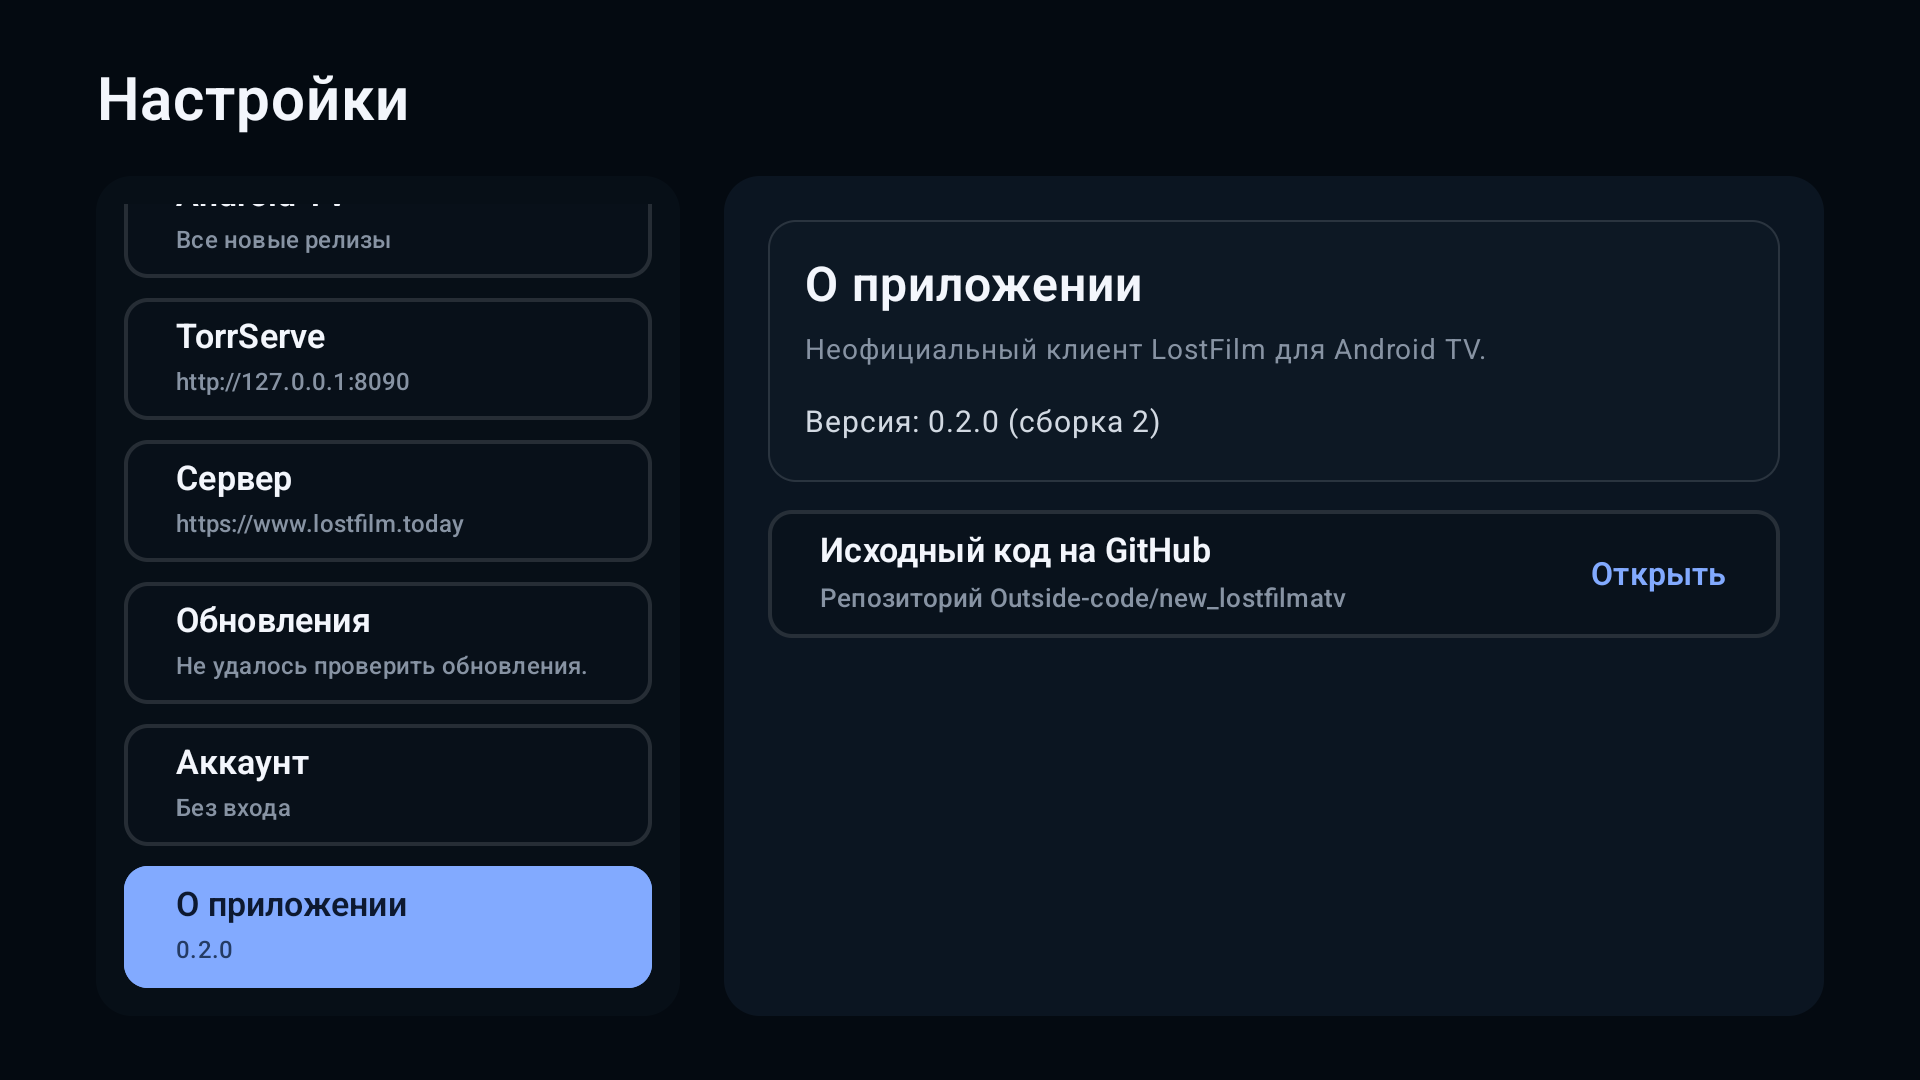 Настройки
Все новые релизы
TorrServe
http://127.0.0.1:8090
Сервер
https://www.lostfilm.today
Обновления
Не удалось проверить обновления.
Аккаунт
Без входа
О приложении
0.2.0
О приложении
Неофициальный клиент LostFilm для Android TV.
Версия: 0.2.0 (сборка 2)
Исходный код на GitHub
Репозиторий Outside-code/new_lostfilmatv
Открыть